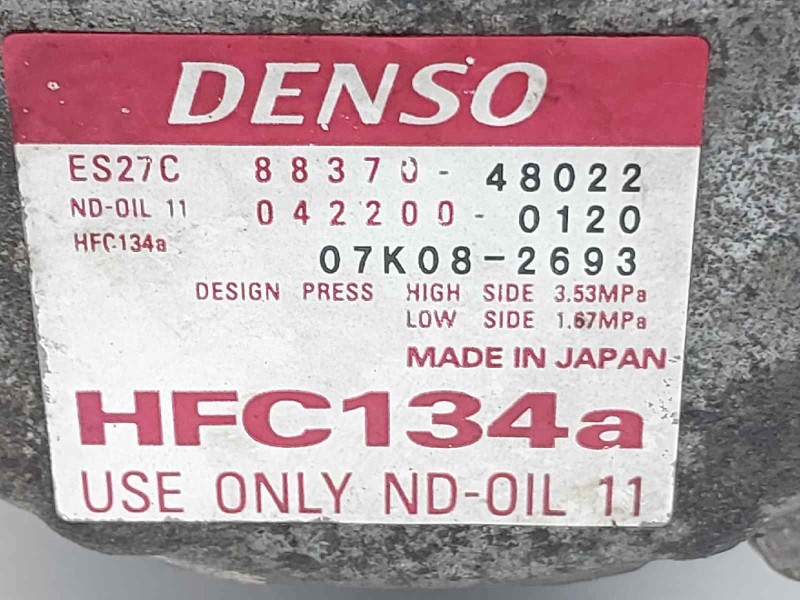 DENSO
ES27C 88370-48022
ND-OIL 11 042200-0120
HFC134a 07K08-2693
DESIGN PRESS HIGH SIDE 3.53MPa
LOW SIDE 1.67MPa
MADE IN JAPAN
HFC134a
USE ONLY ND-OIL 11